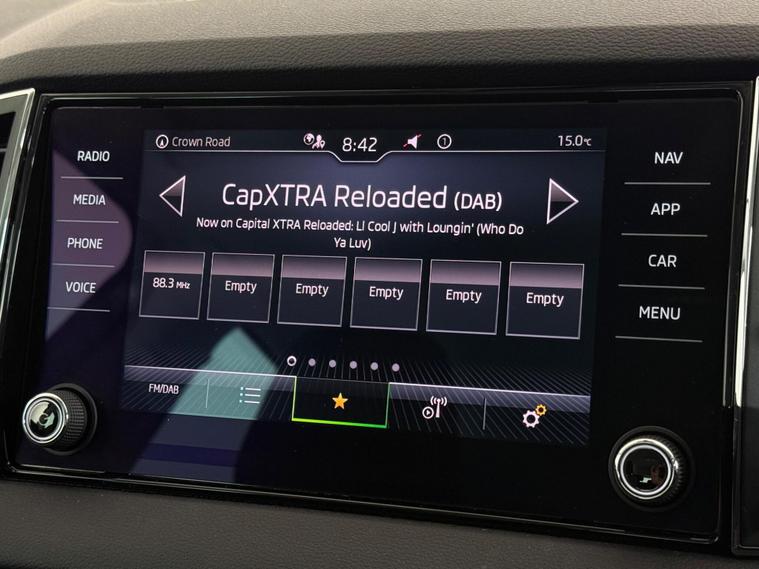 Crown Road 8:42 1 15.0°C
RADIO
MEDIA
PHONE
VOICE
CapXTRA Reloaded (DAB)
Now on Capital XTRA Reloaded: Ll Cool J with Loungin' (Who Do
Ya Luv)
88.3 MHz Empty Empty Empty Empty Empty
FM/DAB
NAV
APP
CAR
MENU